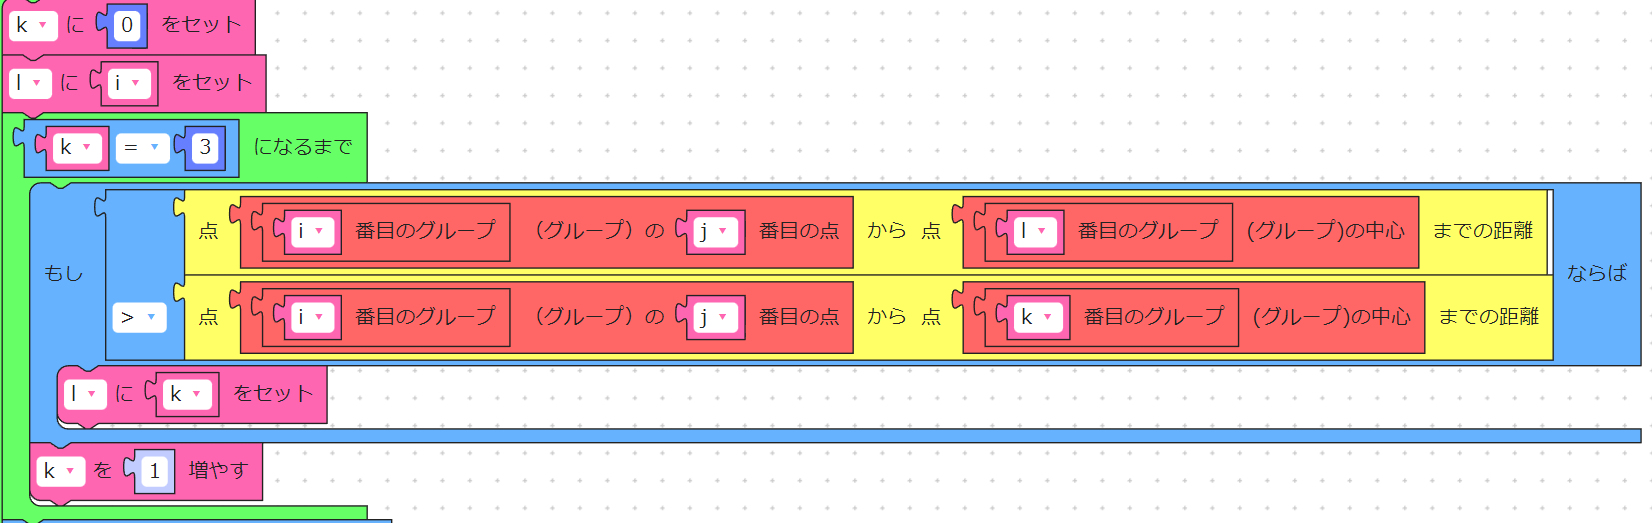 k に 0 をセット
l に i をセット
k = 3 になるまで
点 i 番目のグループ (グループ) の j 番目の点 から 点 l 番目のグループ (グループ)の中心 までの距離
もし ならば
> 点 i 番目のグループ (グループ) の j 番目の点 から 点 k 番目のグループ (グループ)の中心 までの距離
l に k をセット
k を 1 増やす